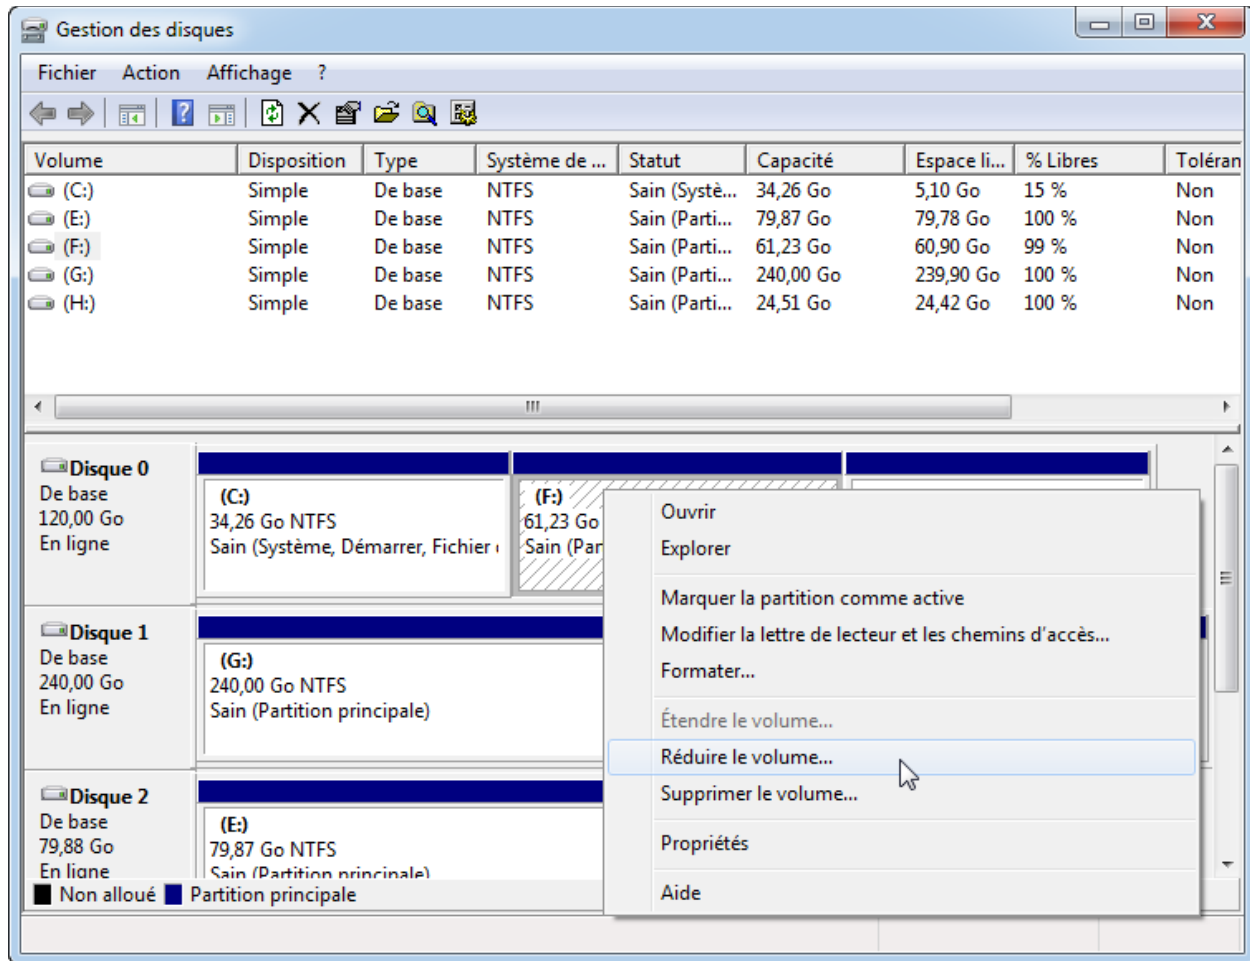 Gestion des disques
Fichier Action Affichage ?
Volume Disposition Type Système de ... Statut Capacité Espace li... % Libres Toléran
(C:) Simple De base NTFS Sain (Systè... 34,26 Go 5,10 Go 15 % Non
(E:) Simple De base NTFS Sain (Parti... 79,87 Go 79,78 Go 100 % Non
(F:) Simple De base NTFS Sain (Parti... 61,23 Go 60,90 Go 99 % Non
(G:) Simple De base NTFS Sain (Parti... 240,00 Go 239,90 Go 100 % Non
(H:) Simple De base NTFS Sain (Parti... 24,51 Go 24,42 Go 100 % Non
Disque 0
De base
120,00 Go
En ligne
(C:)
34,26 Go NTFS
Sain (Système, Démarrer, Fichier
(F:)
61,23 Go
Sain (Par
Disque 1
De base
240,00 Go
En ligne
(G:)
240,00 Go NTFS
Sain (Partition principale)
Disque 2
De base
79,88 Go
En ligne
(E:)
79,87 Go NTFS
Sain (Partition principale)
Ouvrir
Explorer
Marquer la partition comme active
Modifier la lettre de lecteur et les chemins d'accès...
Formater...
Étendre le volume...
Réduire le volume...
Supprimer le volume...
Propriétés
Aide
Non alloué Partition principale